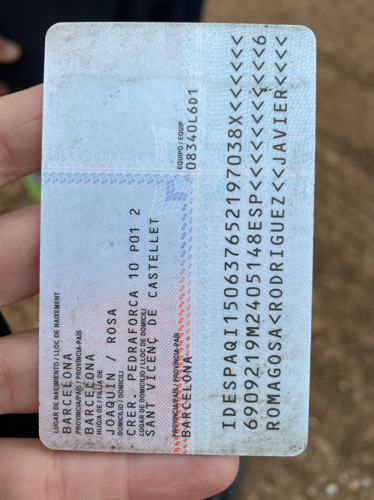 LUGAR DE NACIMIENTO / LLOC DE NAIXEMENT
BARCELONA
PROVINCIA/PAÍS / PROVÍNCIA-PAÍS
BARCELONA
HIJO/A DE / FILL/A DE
JOAQUIN / ROSA
DOMICILIO / DOMICILI
CRER. PEDRAFORCA 10 P01 2
SANT VICENÇ DE CASTELLET
LUGAR DE DOMICILIO / LLOC DE DOMICILI
PROVINCIA/PAÍS / PROVÍNCIA-PAÍS
BARCELONA
EQUIPO / EQUIP
08340L6D1
IDESPAQI150637652197038X<<<<<<
6909219M2405148ESP<<<<<<<<<<<6
ROMAGOSA<RODRIGUEZ<<JAVIER<<<<